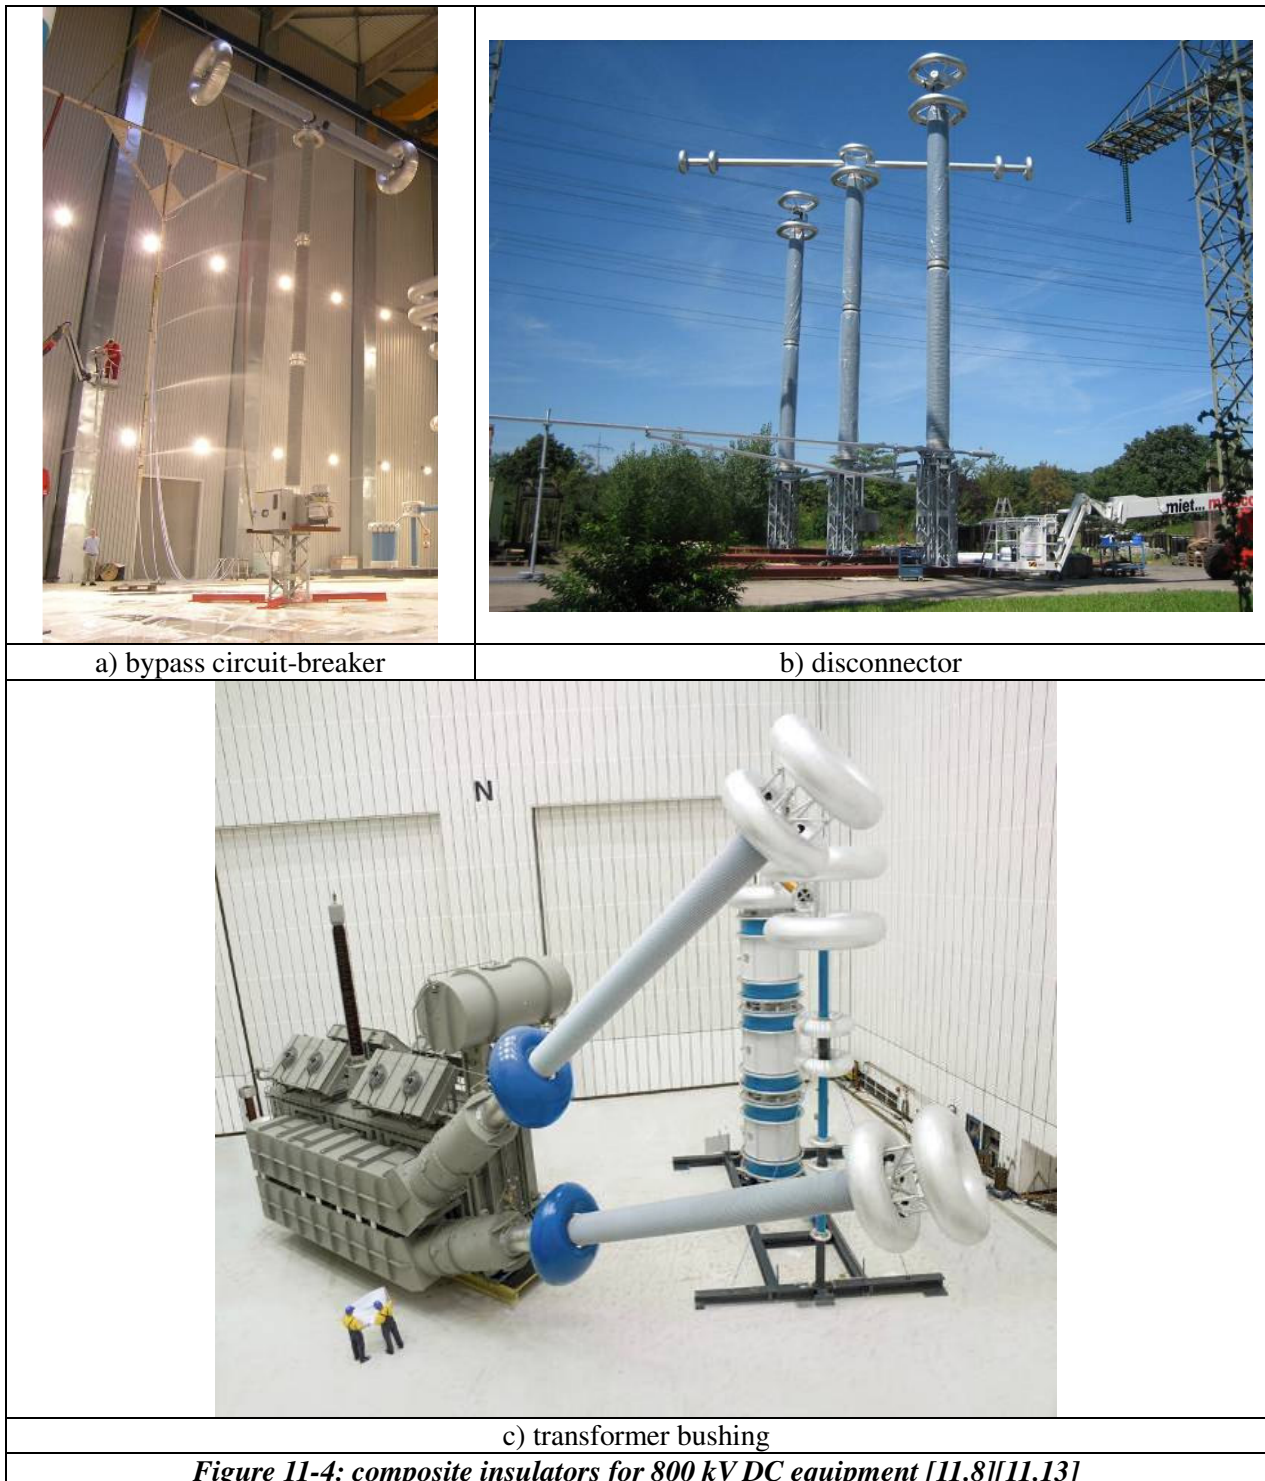 miet...
a) bypass circuit-breaker
b) disconnector
N
c) transformer bushing
Figure 11-4: composite insulators for 800 kV DC equipment [11.8][11.13]